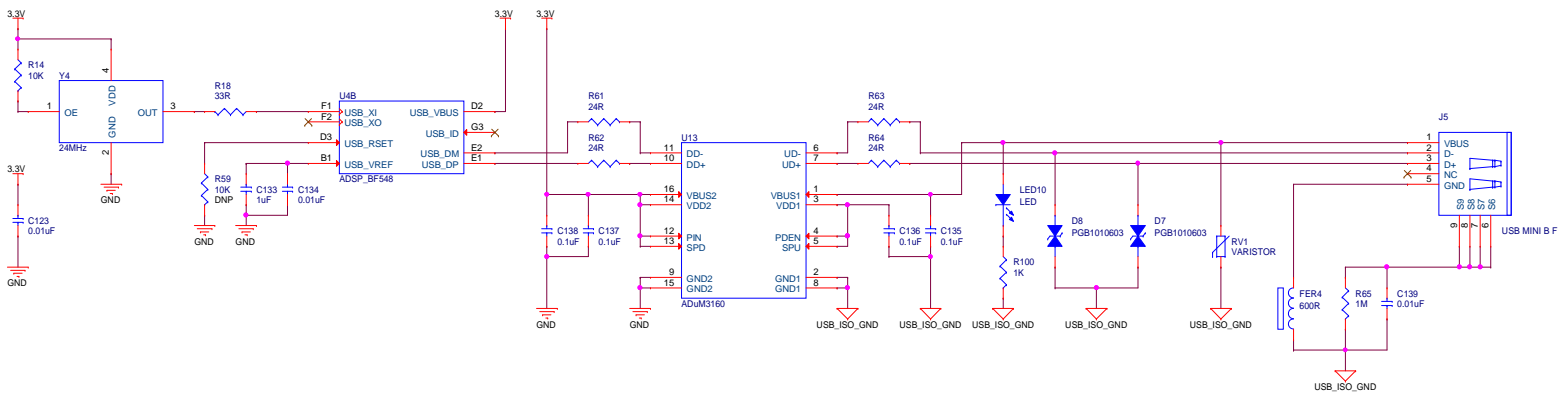 3.3V
3.3V
3.3V
R14
10K
Y4
4
VDD
1
OE
OUT
3
GND
2
24MHz
GND
R18
33R
U4B
F1
USB_XI
USB_VBUS
D2
F2
USB_XO
USB_ID
G3
D3
USB_RSET
USB_DM
E2
B1
USB_VREF
USB_DP
E1
ADSP_BF548
3.3V
C123
0.01uF
GND
R59
10K
DNP
GND
C133
1uF
C134
0.01uF
GND
R61
24R
R62
24R
U13
11
DD-
UD-
6
10
DD+
UD+
7
16
VBUS2
VBUS1
1
14
VDD2
VDD1
3
12
PIN
PDEN
4
13
SPD
SPU
5
9
GND2
GND1
2
15
GND2
GND1
8
ADuM3160
C138
0.1uF
C137
0.1uF
GND
GND
R63
24R
R64
24R
C136
0.1uF
C135
0.1uF
USB_ISO_GND
USB_ISO_GND
LED10
LED
R100
1K
USB_ISO_GND
D8
PGB1010603
D7
PGB1010603
USB_ISO_GND
RV1
VARISTOR
USB_ISO_GND
J5
1
VBUS
2
D-
3
D+
4
NC
5
GND
S9
S8
S7
S6
9
8
7
6
USB MINI B F
FER4
600R
R65
1M
C139
0.01uF
USB_ISO_GND